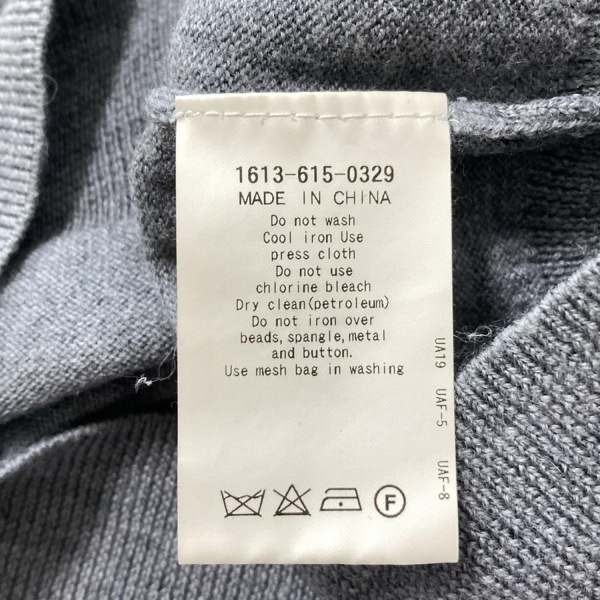 1613-615-0329
MADE IN CHINA
Do not wash
Cool iron Use
press cloth
Do not use
chlorine bleach
Dry clean(petroleum)
Do not iron over
beads, spangle, metal
and button.
Use mesh bag in washing
UA19 UAF-5 UAF-8
F